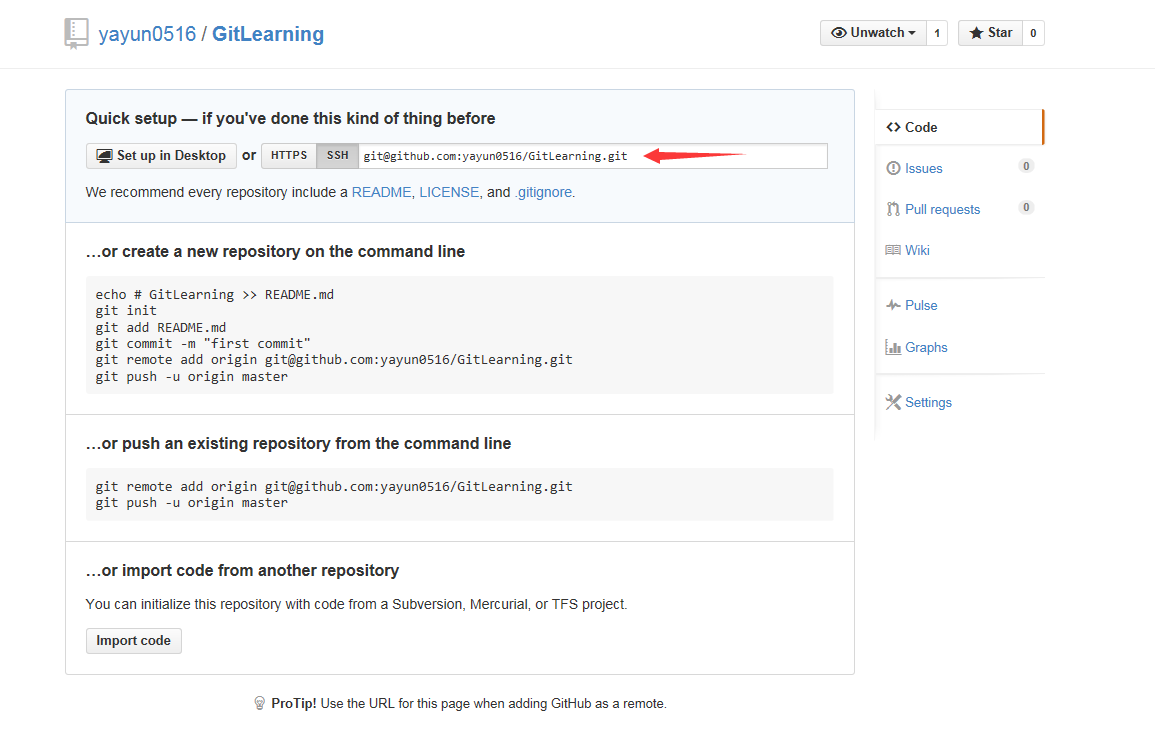 yayun0516 / GitLearning
Unwatch 1 Star 0
Quick setup — if you've done this kind of thing before
Set up in Desktop or HTTPS SSH git@github.com:yayun0516/GitLearning.git
We recommend every repository include a README, LICENSE, and .gitignore.
…or create a new repository on the command line
echo # GitLearning >> README.md
git init
git add README.md
git commit -m "first commit"
git remote add origin git@github.com:yayun0516/GitLearning.git
git push -u origin master
…or push an existing repository from the command line
git remote add origin git@github.com:yayun0516/GitLearning.git
git push -u origin master
…or import code from another repository
You can initialize this repository with code from a Subversion, Mercurial, or TFS project.
Import code
ProTip! Use the URL for this page when adding GitHub as a remote.
Code
Issues 0
Pull requests 0
Wiki
Pulse
Graphs
Settings